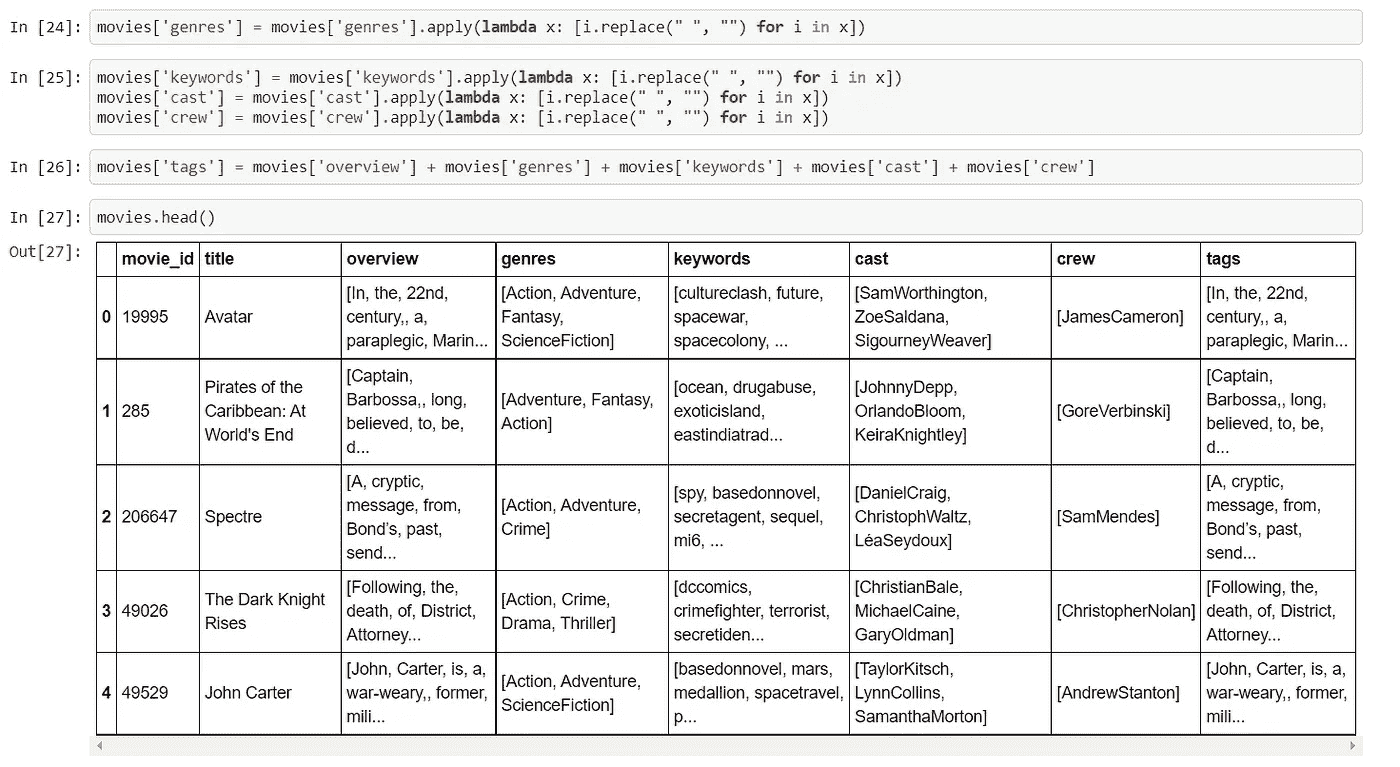 In [24]: movies['genres'] = movies['genres'].apply(lambda x: [i.replace(" ", "") for i in x])
In [25]: movies['keywords'] = movies['keywords'].apply(lambda x: [i.replace(" ", "") for i in x])
movies['cast'] = movies['cast'].apply(lambda x: [i.replace(" ", "") for i in x])
movies['crew'] = movies['crew'].apply(lambda x: [i.replace(" ", "") for i in x])
In [26]: movies['tags'] = movies['overview'] + movies['genres'] + movies['keywords'] + movies['cast'] + movies['crew']
In [27]: movies.head()
Out[27]:
movie_id title overview genres keywords cast crew tags
0 19995 Avatar [In, the, 22nd, century,, a, paraplegic, Marin... [Action, Adventure, Fantasy, ScienceFiction] [cultureclash, future, spacewar, spacecolony, ... [SamWorthington, ZoeSaldana, SigourneyWeaver] [JamesCameron] [In, the, 22nd, century,, a, paraplegic, Marin...
1 285 Pirates of the Caribbean: At World's End [Captain, Barbossa,, long, believed, to, be, d... [Adventure, Fantasy, Action] [ocean, drugabuse, exoticisland, eastindiatrad... [JohnnyDepp, OrlandoBloom, KeiraKnightley] [GoreVerbinski] [Captain, Barbossa,, long, believed, to, be, d...
2 206647 Spectre [A, cryptic, message, from, Bond’s, past, send... [Action, Adventure, Crime] [spy, basedonnovel, secretagent, sequel, mi6, ... [DanielCraig, ChristophWaltz, LéaSeydoux] [SamMendes] [A, cryptic, message, from, Bond’s, past, send...
3 49026 The Dark Knight Rises [Following, the, death, of, District, Attorney... [Action, Crime, Drama, Thriller] [dccomics, crimefighter, terrorist, secretiden... [ChristianBale, MichaelCaine, GaryOldman] [ChristopherNolan] [Following, the, death, of, District, Attorney...
4 49529 John Carter [John, Carter, is, a, war-weary,, former, mili... [Action, Adventure, ScienceFiction] [basedonnovel, mars, medallion, spacetravel, p... [TaylorKitsch, LynnCollins, SamanthaMorton] [AndrewStanton] [John, Carter, is, a, war-weary,, former, mili...